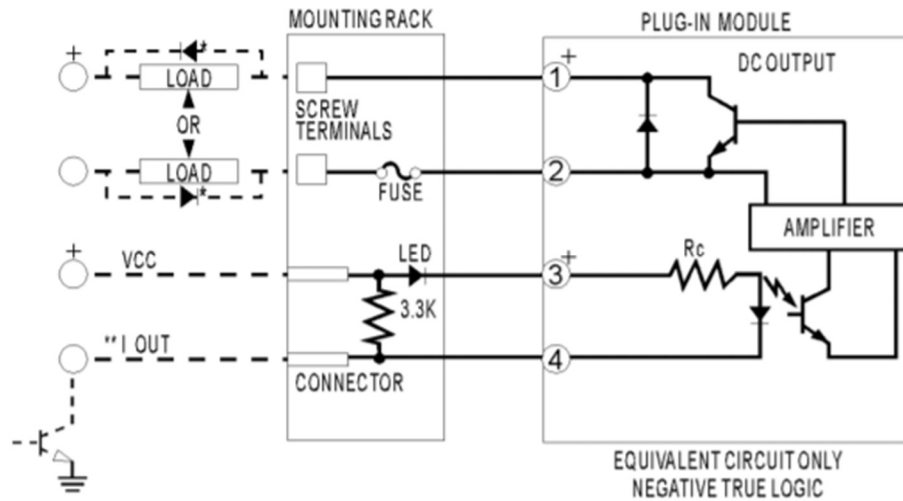 MOUNTING RACK
PLUG-IN MODULE
+
LOAD
*
SCREW
TERMINALS
1
+
DC OUTPUT
OR
LOAD
*
FUSE
2
AMPLIFIER
+
VCC
LED
3
+
Rc
3.3K
** I OUT
CONNECTOR
4
EQUIVALENT CIRCUIT ONLY
NEGATIVE TRUE LOGIC